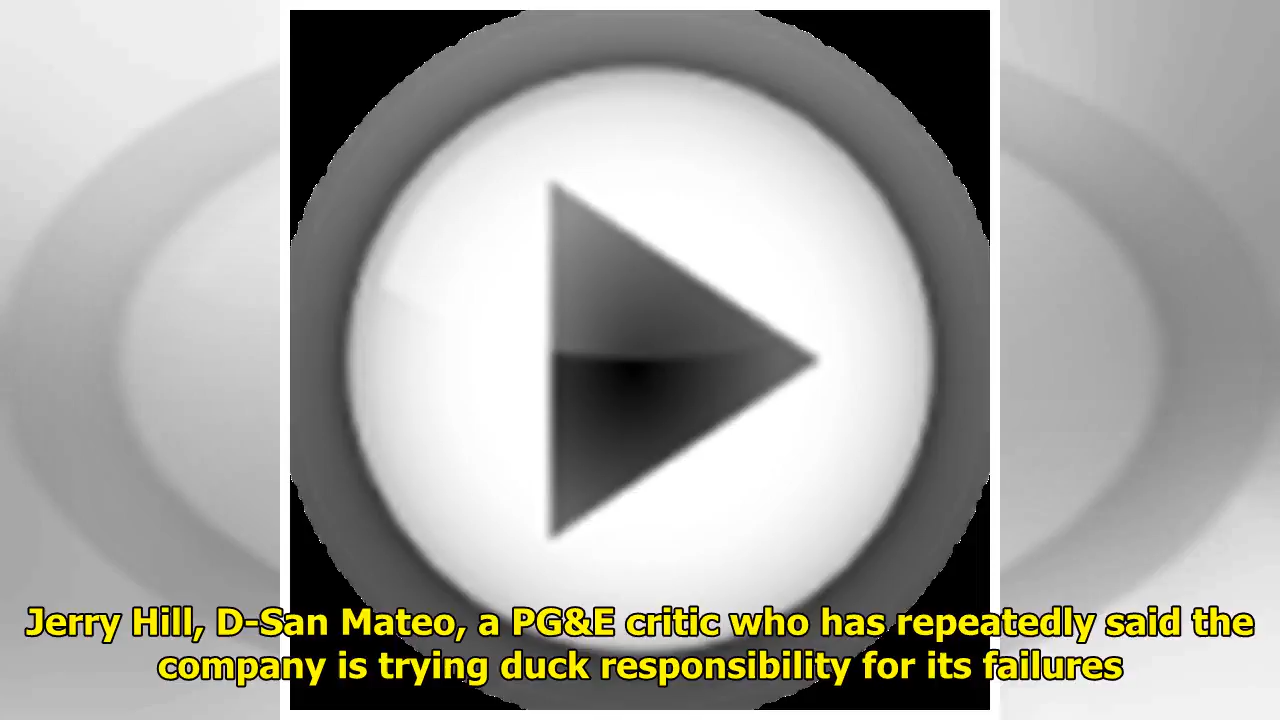 Jerry Hill, D-San Mateo, a PG&E critic who has repeatedly said the
company is trying duck responsibility for its failures